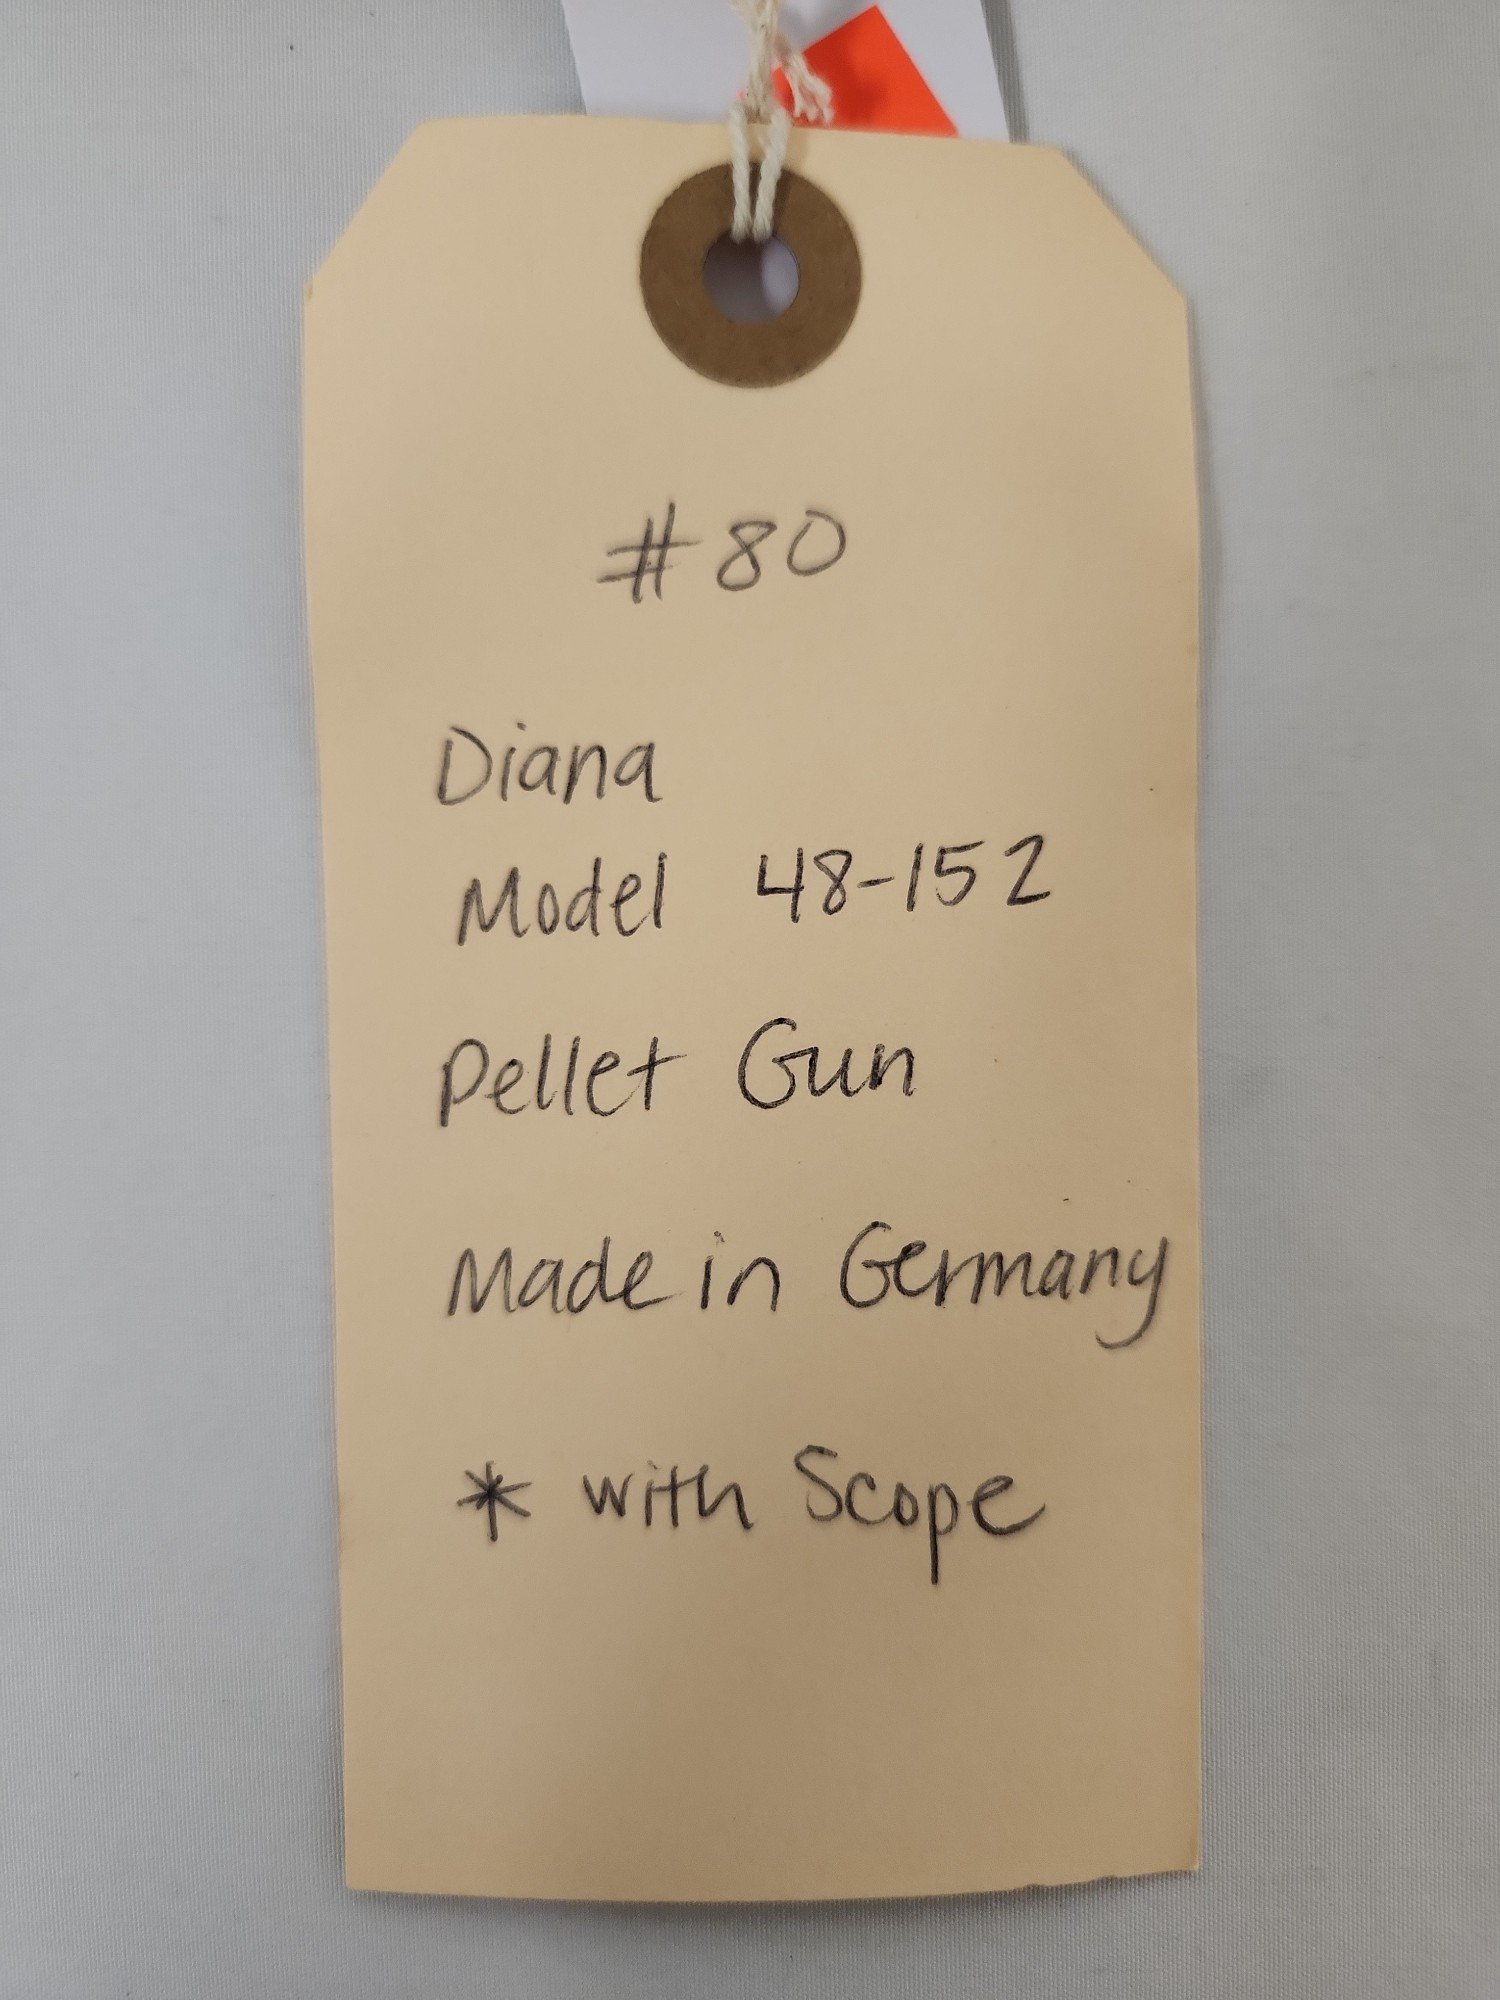 #80
Diana
Model 48-152
Pellet Gun
Made in Germany
* with Scope